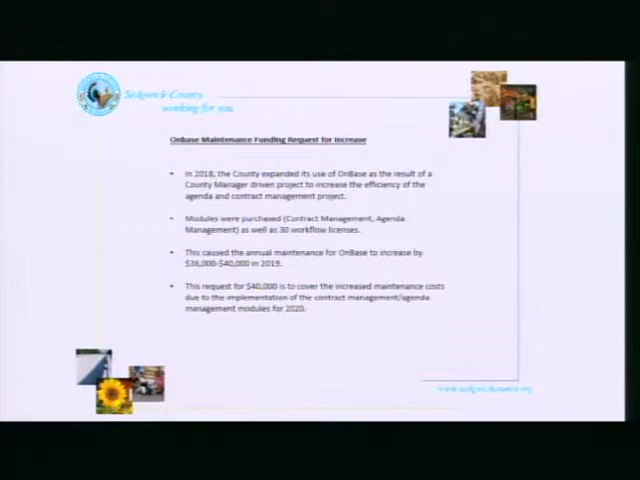 Sedgwick County
working for you
Onbase Maintenance Funding Request for Increase
• In 2018, the County expanded its use of OnBase as the result of a
County Manager driven project to increase the efficiency of the
agenda and contract management project.
• Modules were purchased (Contract Management, Agenda
Management) as well as 30 workflow licenses.
• This caused the annual maintenance for OnBase to increase by
$36,000-$40,000 in 2019.
• This request for $40,000 is to cover the increased maintenance costs
due to the implementation of the contract management/agenda
management modules for 2020.
www.sedgwickcounty.org